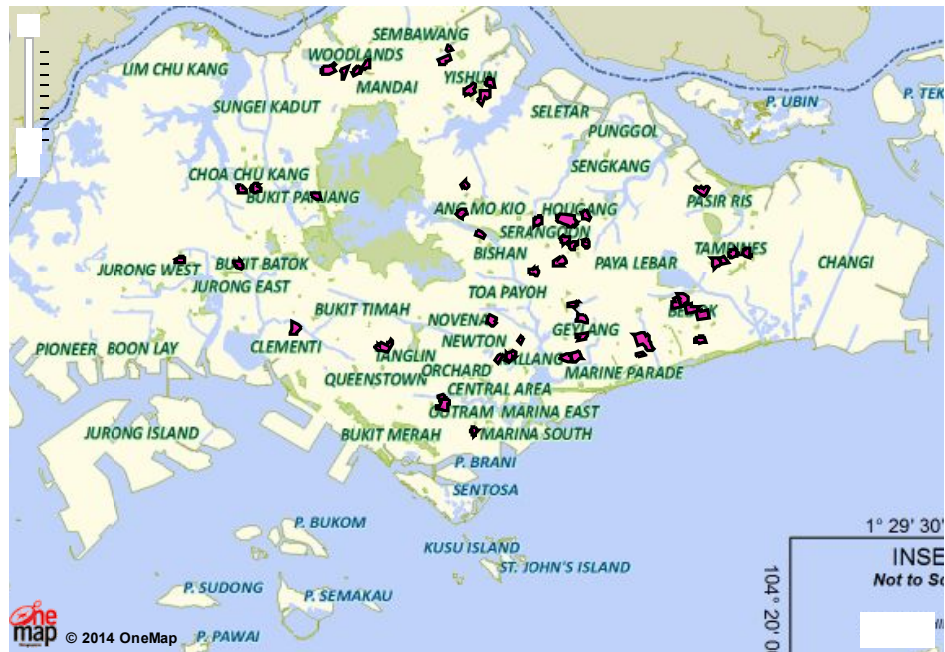 SEMBAWANG
WOODLANDS
LIM CHU KANG
YISHUN
MANDAI
P. UBIN
P. TEK
SUNGEI KADUT
SELETAR
PUNGGOL
SENGKANG
CHOA CHU KANG
BUKIT PANJANG
PASIR RIS
ANG MO KIO
HOUGANG
SERANGOON
BISHAN
TAMPINES
JURONG WEST
BUKIT BATOK
PAYA LEBAR
CHANGI
JURONG EAST
TOA PAYOH
BUKIT TIMAH
NOVENA
BEDOK
GEYLANG
PIONEER
BOON LAY
CLEMENTI
NEWTON
TANGLIN
KALLANG
ORCHARD
MARINE PARADE
QUEENSTOWN
CENTRAL AREA
OUTRAM
MARINA EAST
JURONG ISLAND
BUKIT MERAH
MARINA SOUTH
P. BRANI
SENTOSA
P. BUKOM
1° 29' 30'
KUSU ISLAND
INSE
ST. JOHN'S ISLAND
Not to Sc
104° 20' 0
P. SUDONG
P. SEMAKAU
One
map
© 2014 OneMap
P. PAWAI